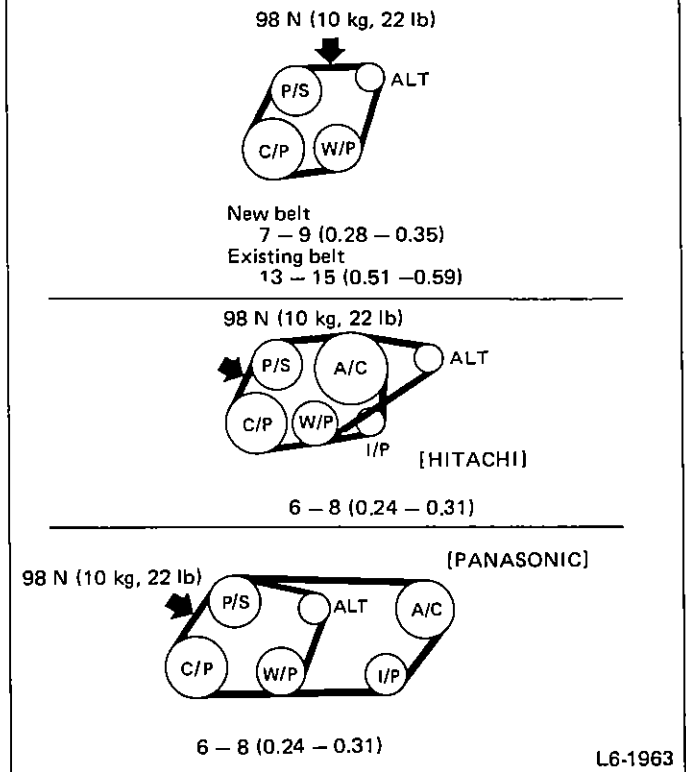 98 N (10 kg, 22 lb)
P/S
ALT
C/P
W/P
New belt
7 – 9 (0.28 – 0.35)
Existing belt
13 – 15 (0.51 –0.59)
98 N (10 kg, 22 lb)
P/S
A/C
ALT
C/P
W/P
I/P
[HITACHI]
6 – 8 (0.24 – 0.31)
[PANASONIC]
98 N (10 kg, 22 lb)
P/S
ALT
A/C
C/P
W/P
I/P
6 – 8 (0.24 – 0.31)
L6-1963